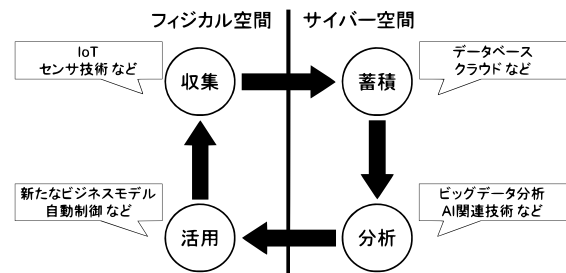 フィジカル空間
サイバー空間
IoT
センサ技術 など
収集
蓄積
データベース
クラウド など
新たなビジネスモデル
自動制御 など
活用
分析
ビッグデータ分析
AI関連技術 など